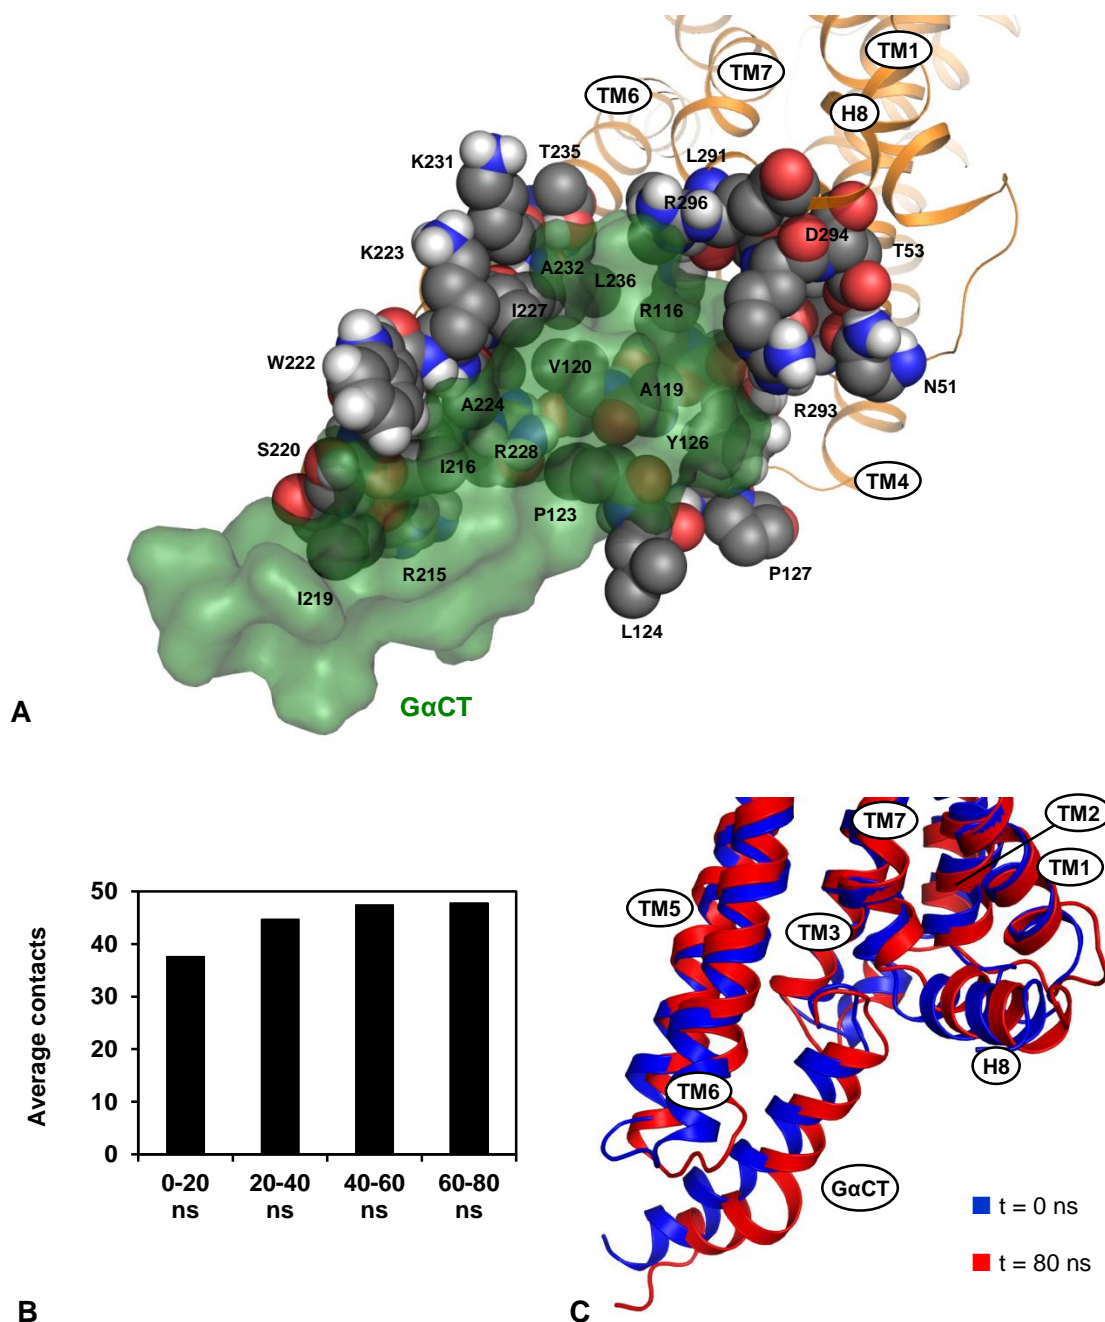 TM1
TM7
TM6
H8
K231
T235
L291
R296
K223
D294
T53
A232
L236
I227
R116
W222
V120
A119
N51
A224
R293
S220
I216
R228
Y126
TM4
P123
R215
P127
I219
L124
GαCT
A
TM7
TM2
TM1
TM5
TM3
H8
TM6
GαCT
t = 0 ns
t = 80 ns
C
Average contacts
50
40
30
20
10
0
0-20 20-40 40-60 60-80
ns ns ns ns
B